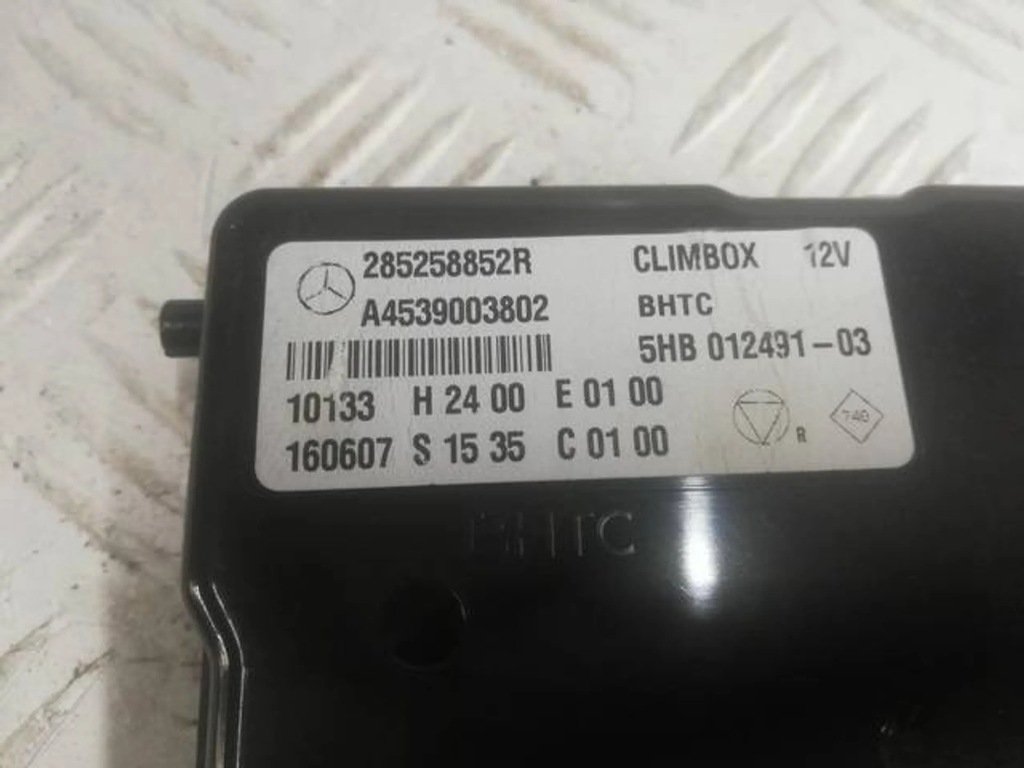 285258852R CLIMBOX 12V
A4539003802 BHTC
5HB 012491-03
10133 H 24 00 E 01 00
160607 S 15 35 C 01 00
R
740
BHTC